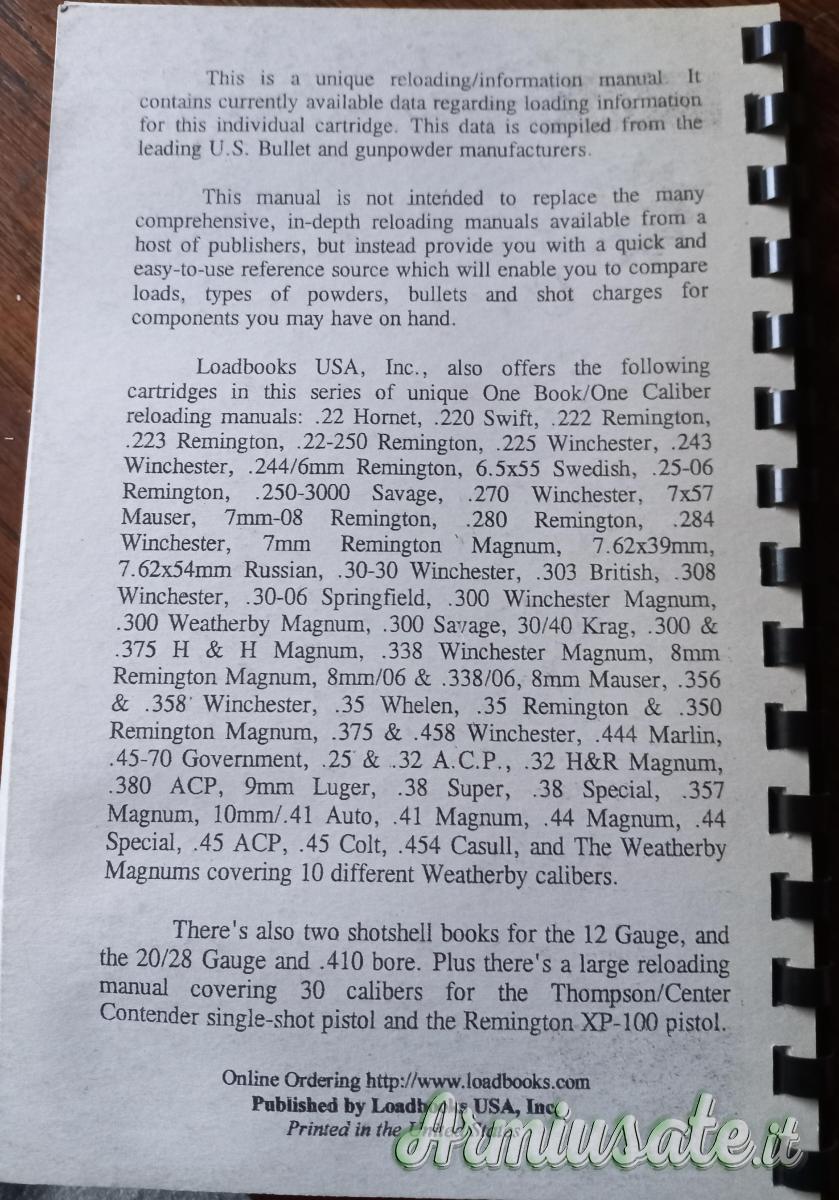 This is a unique reloading/information manual. It
contains currently available data regarding loading information
for this individual cartridge. This data is compiled from the
leading U.S. Bullet and gunpowder manufacturers.
This manual is not intended to replace the many
comprehensive, in-depth reloading manuals available from a
host of publishers, but instead provide you with a quick and
easy-to-use reference source which will enable you to compare
loads, types of powders, bullets and shot charges for
components you may have on hand.
Loadbooks USA, Inc., also offers the following
cartridges in this series of unique One Book/One Caliber
reloading manuals: .22 Hornet, .220 Swift, .222 Remington,
.223 Remington, .22-250 Remington, .225 Winchester, .243
Winchester, .244/6mm Remington, 6.5x55 Swedish, .25-06
Remington, .250-3000 Savage, .270 Winchester, 7x57
Mauser, 7mm-08 Remington, .280 Remington, .284
Winchester, 7mm Remington Magnum, 7.62x39mm,
7.62x54mm Russian, .30-30 Winchester, .303 British, .308
Winchester, .30-06 Springfield, .300 Winchester Magnum,
.300 Weatherby Magnum, .300 Savage, 30/40 Krag, .300 &
.375 H & H Magnum, .338 Winchester Magnum, 8mm
Remington Magnum, 8mm/06 & .338/06, 8mm Mauser, .356
& .358 Winchester, .35 Whelen, .35 Remington & .350
Remington Magnum, .375 & .458 Winchester, .444 Marlin,
.45-70 Government, .25 & .32 A.C.P., .32 H&R Magnum,
.380 ACP, 9mm Luger, .38 Super, .38 Special, .357
Magnum, 10mm/.41 Auto, .41 Magnum, .44 Magnum, .44
Special, .45 ACP, .45 Colt, .454 Casull, and The Weatherby
Magnums covering 10 different Weatherby calibers.
There's also two shotshell books for the 12 Gauge, and
the 20/28 Gauge and .410 bore. Plus there's a large reloading
manual covering 30 calibers for the Thompson/Center
Contender single-shot pistol and the Remington XP-100 pistol.
Online Ordering http://www.loadbooks.com
Published by Loadbooks USA, Inc.
Printed in the United States
Armiusate.it